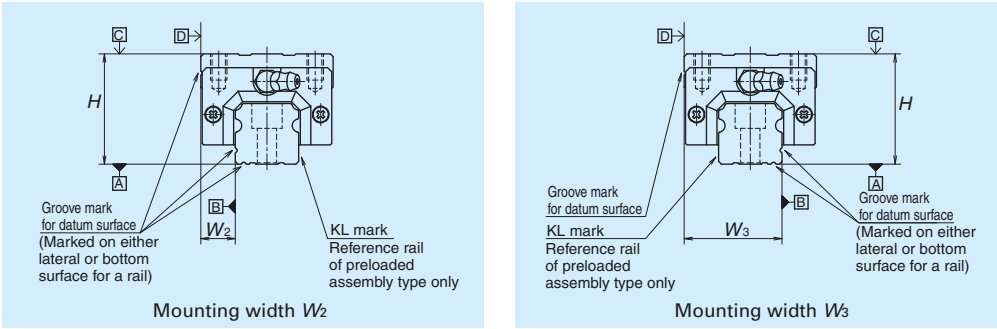 D
C
H
A
Groove mark
for datum surface
(Marked on either
lateral or bottom
surface for a rail)
B
W2
KL mark
Reference rail
of preloaded
assembly type only
Mounting width W2
D
C
H
A
Groove mark
for datum surface
KL mark
Reference rail
of preloaded
assembly type only
B
W3
Groove mark
for datum surface
(Marked on either
lateral or bottom
surface for a rail)
Mounting width W3